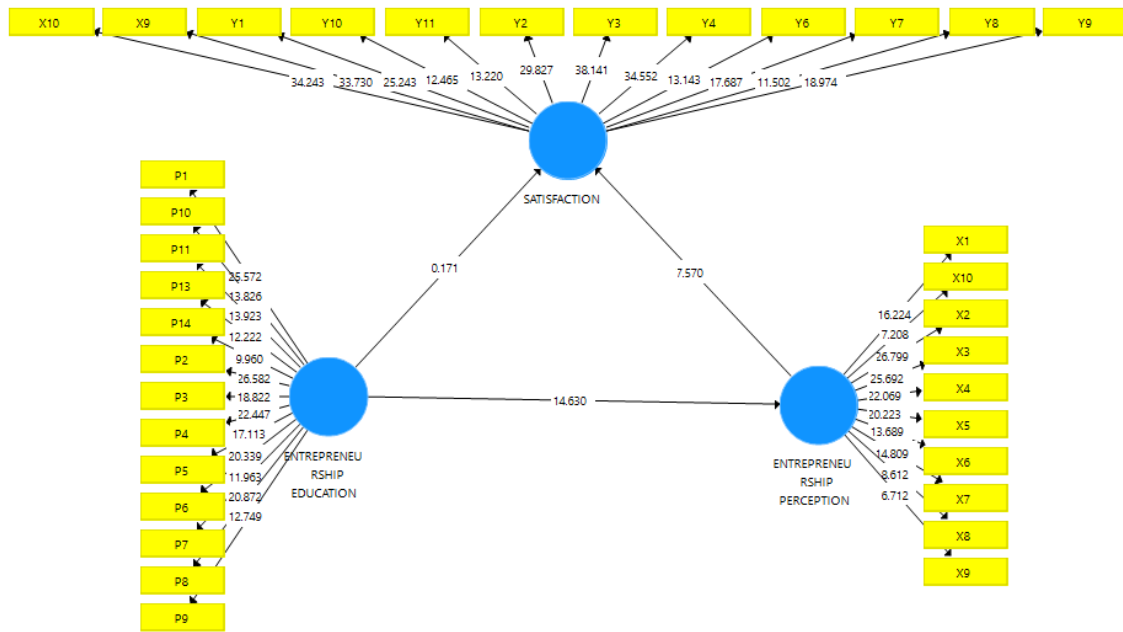 X10 X9 Y1 Y10 Y11 Y2 Y3 Y4 Y6 Y7 Y8 Y9
34.243 33.730 25.243 12.465 13.220 29.827 38.141 34.552 13.143 17.687 11.502 18.974
SATISFACTION
P1
P10
P11
P13
P14
P2
P3
P4
P5
P6
P7
P8
P9
25.572
13.826
13.923
12.222
9.960
26.582
18.822
22.447
17.113
20.339
11.963
20.872
12.749
ENTREPRENEU
RSHIP
EDUCATION
0.171
7.570
14.630
ENTREPRENEU
RSHIP
PERCEPTION
16.224
7.208
26.799
25.692
22.069
20.223
13.689
14.809
8.612
6.712
X1
X10
X2
X3
X4
X5
X6
X7
X8
X9